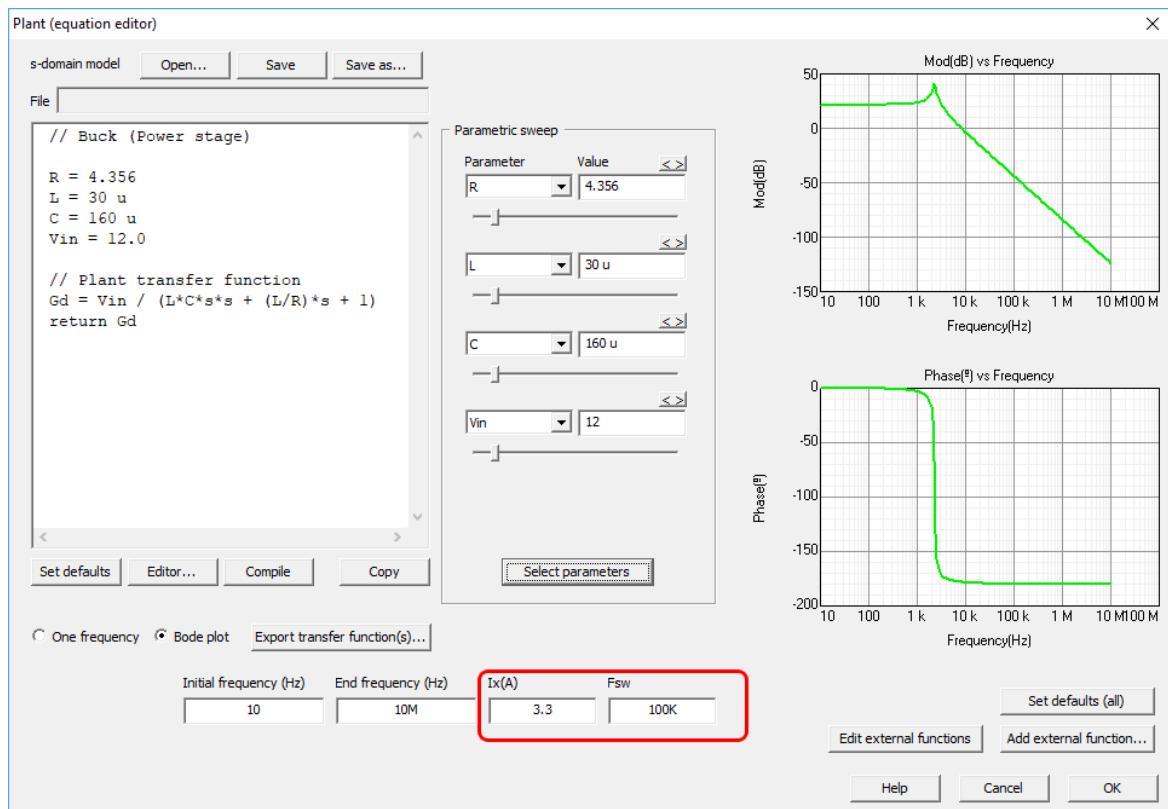 Plant (equation editor)
s-domain model Open... Save Save as...
File
// Buck (Power stage)
R = 4.356
L = 30 u
C = 160 u
Vin = 12.0
// Plant transfer function
Gd = Vin / (L*C*s*s + (L/R)*s + 1)
return Gd
Set defaults Editor... Compile Copy
Parametric sweep
Parameter Value < >
R 4.356
< >
L 30 u
< >
C 160 u
< >
Vin 12
Select parameters
Mod(dB) vs Frequency
Mod(dB)
50
0
-50
-100
-150
10 100 1 k 10 k 100 k 1 M 10 M 100 M
Frequency(Hz)
Phase(º) vs Frequency
Phase(º)
0
-50
-100
-150
-200
10 100 1 k 10 k 100 k 1 M 10 M 100 M
Frequency(Hz)
One frequency Bode plot Export transfer function(s)...
Initial frequency (Hz) End frequency (Hz) Ix(A) Fsw
10 10M 3.3 100K
Set defaults (all)
Edit external functions Add external function...
Help Cancel OK